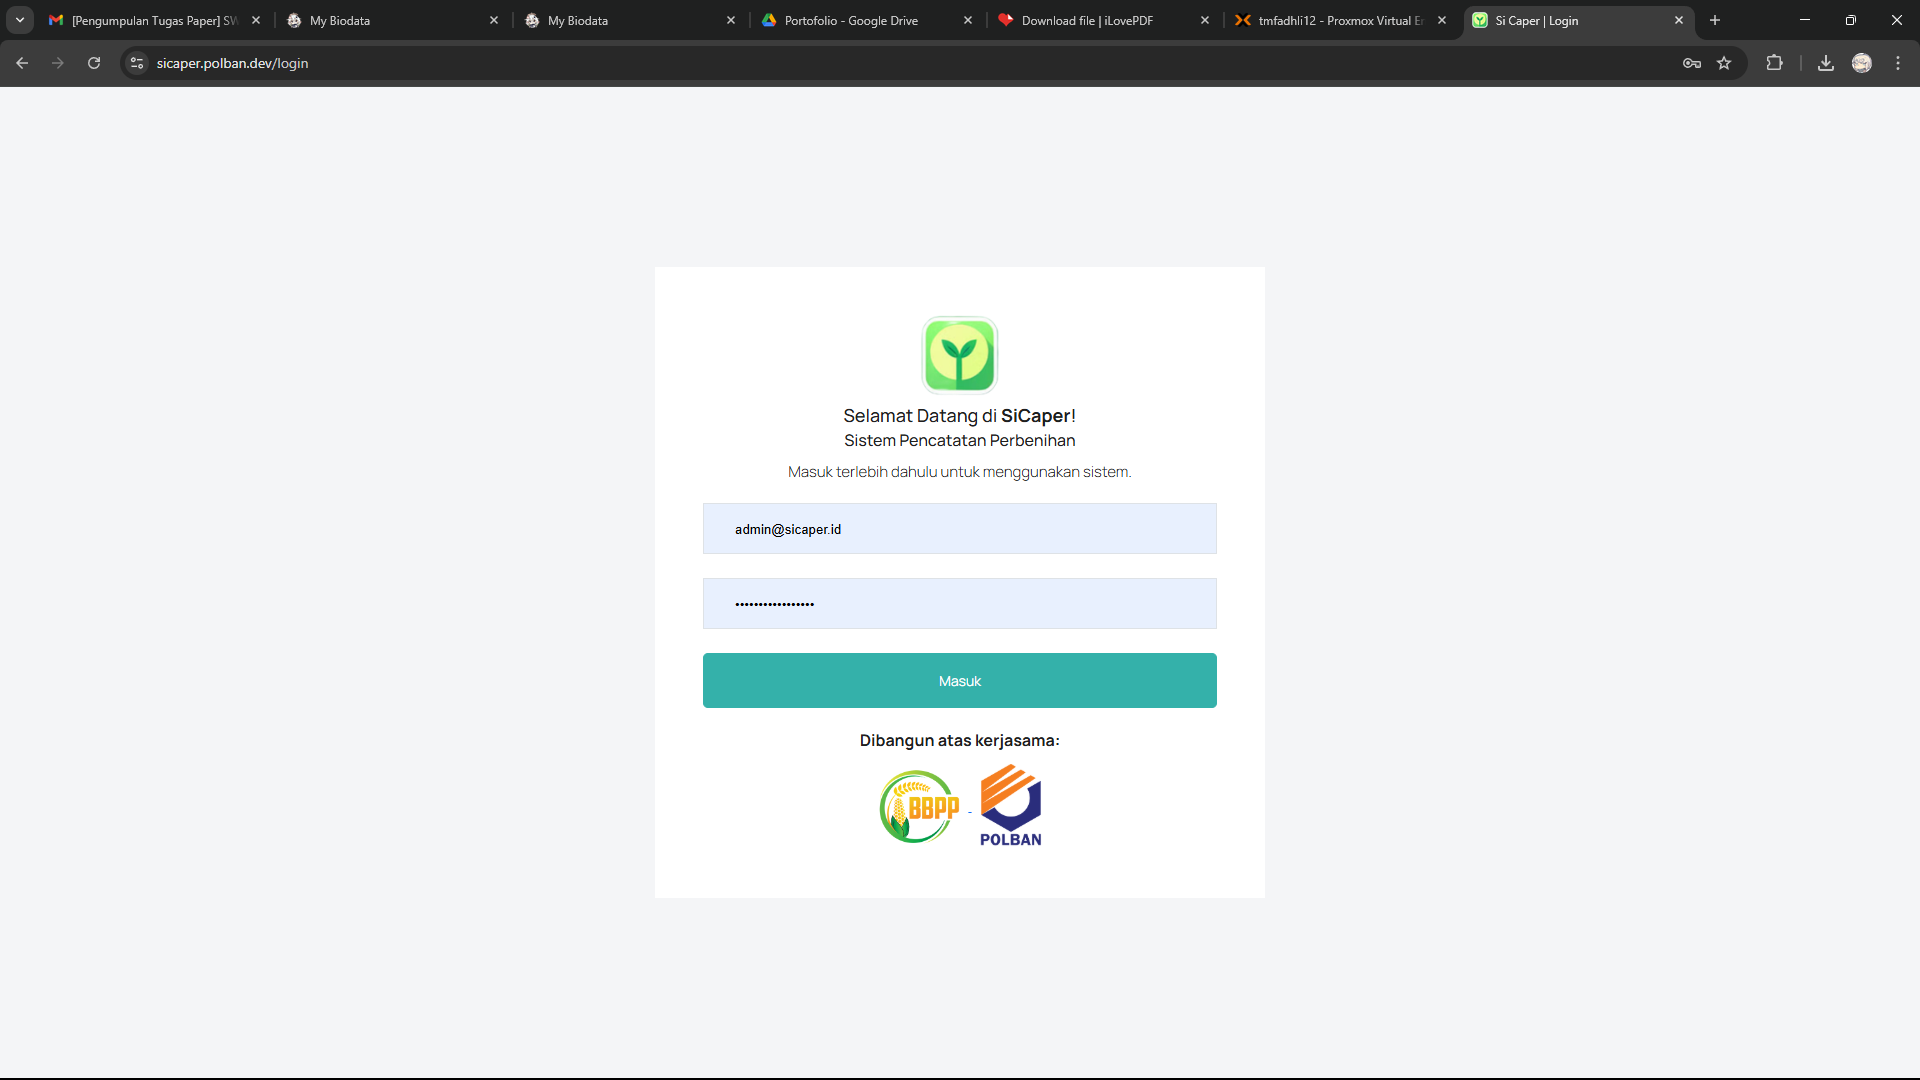 [Pengumpulan Tugas Paper] SW
My Biodata
My Biodata
Portofolio - Google Drive
Download file | iLovePDF
tmfadhli12 - Proxmox Virtual Er
Si Caper | Login
sicaper.polban.dev/login
Selamat Datang di SiCaper!
Sistem Pencatatan Perbenihan
Masuk terlebih dahulu untuk menggunakan sistem.
admin@sicaper.id
•••••••••••••••••
Masuk
Dibangun atas kerjasama:
BBPP - POLBAN